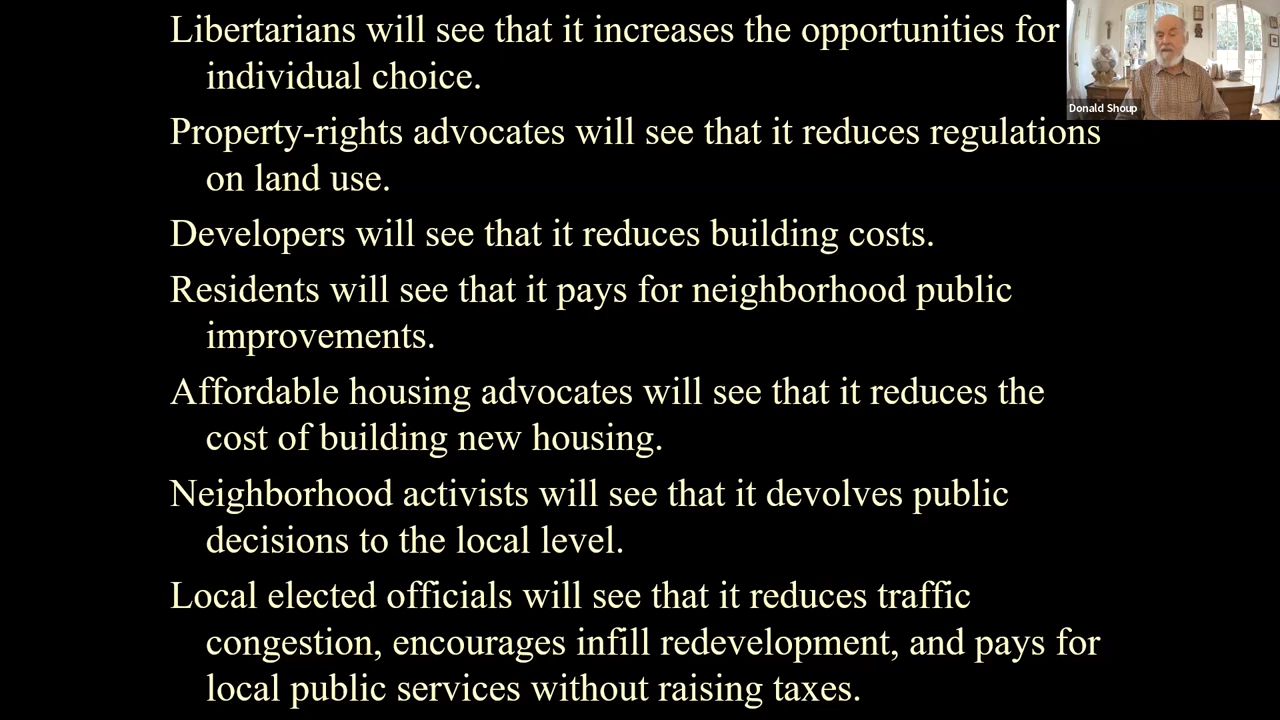 Libertarians will see that it increases the opportunities for
individual choice.
Property-rights advocates will see that it reduces regulations
on land use.
Developers will see that it reduces building costs.
Residents will see that it pays for neighborhood public
improvements.
Affordable housing advocates will see that it reduces the
cost of building new housing.
Neighborhood activists will see that it devolves public
decisions to the local level.
Local elected officials will see that it reduces traffic
congestion, encourages infill redevelopment, and pays for
local public services without raising taxes.
Donald Shoup